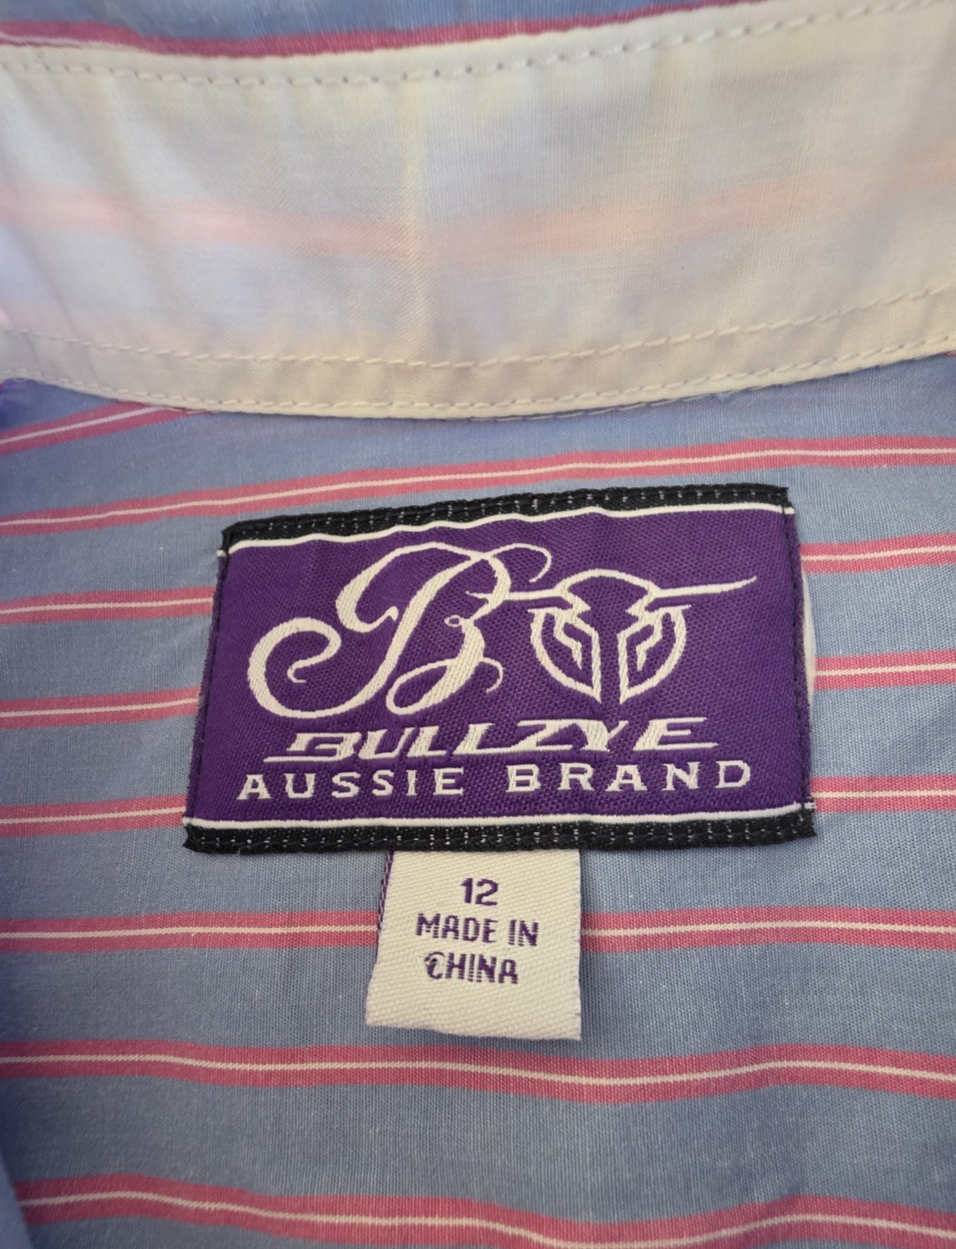 B
BULLZYE
AUSSIE BRAND
12
MADE IN
CHINA